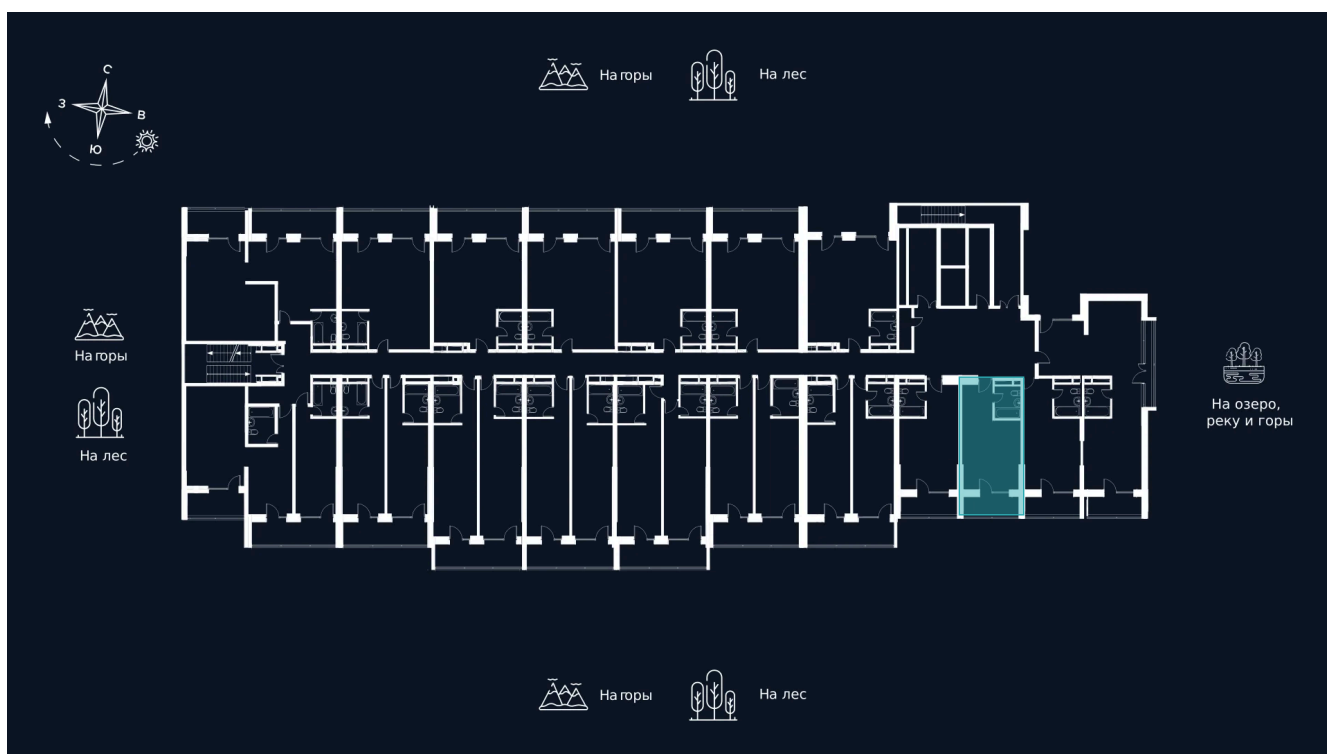 На горы
На лес
С
З
В
Ю
На горы
На лес
На озеро,
реку и горы
На горы
На лес